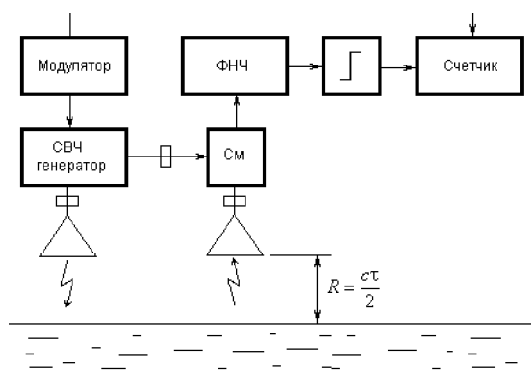 Модулятор
ФНЧ
Счетчик
СВЧ
генератор
См
R = cτ/2